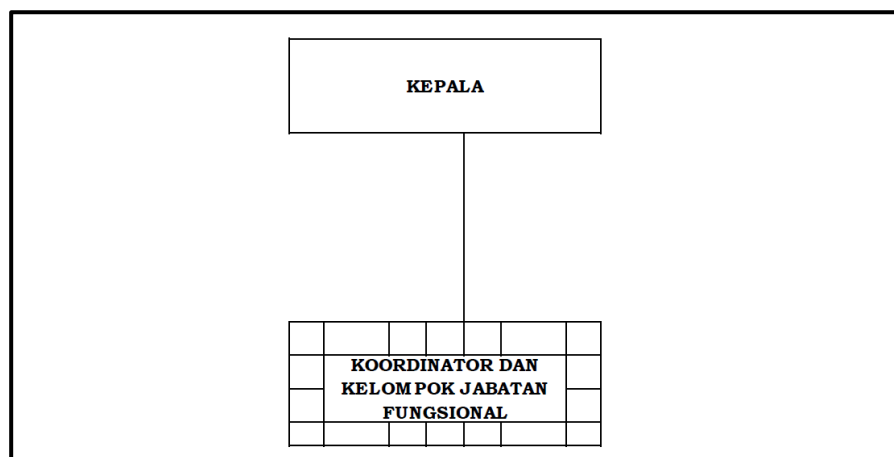 KEPALA
KOORDINATOR DAN
KELOMPOK JABATAN
FUNGSIONAL